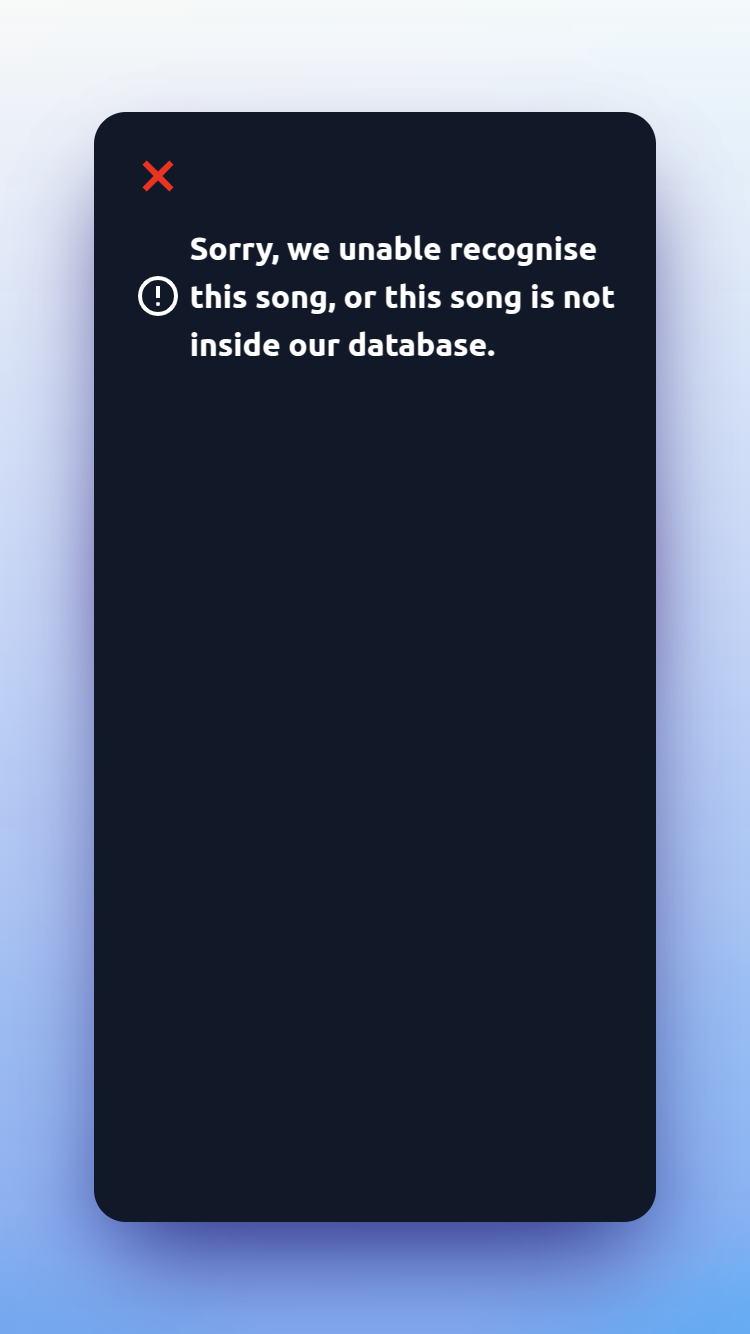 Sorry, we unable recognise
this song, or this song is not
inside our database.